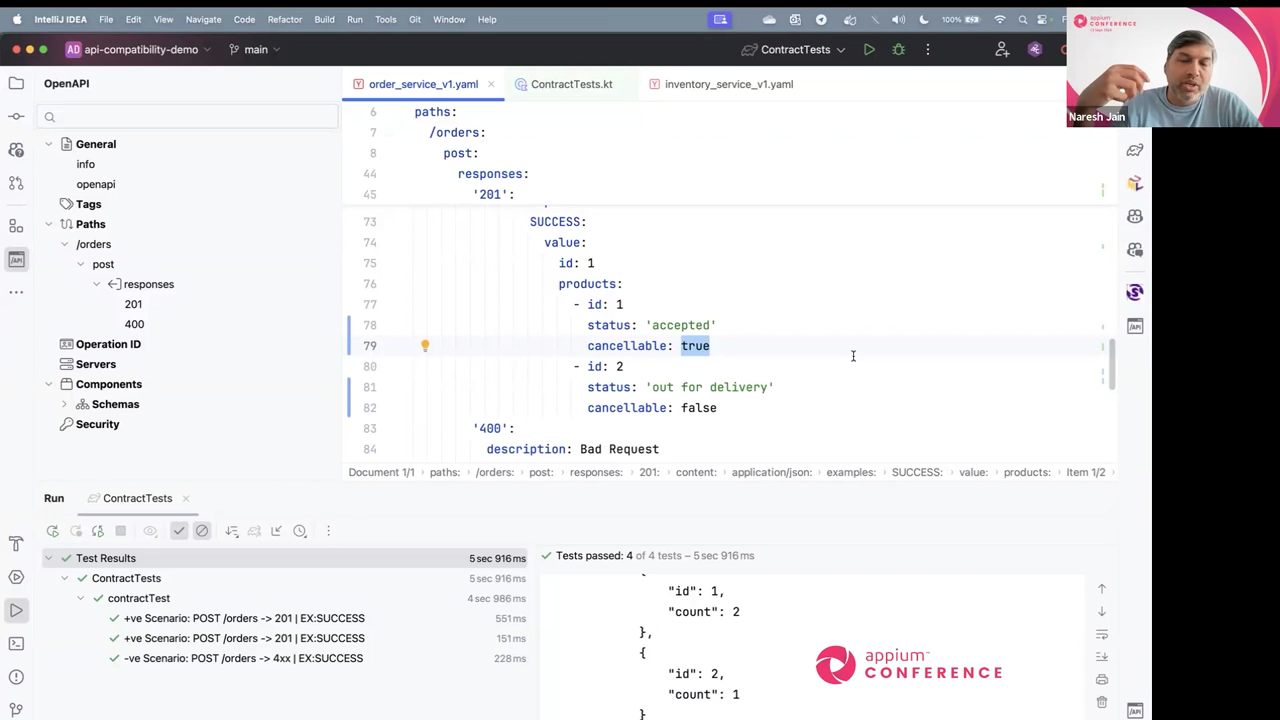 IntelliJ IDEA File Edit View Navigate Code Refactor Build Run Tools Git Window Help 100%
appium
CONFERENCE
Naresh Jain
AD api-compatibility-demo main ContractTests
OpenAPI
order_service_v1.yaml ContractTests.kt inventory_service_v1.yaml
General
info
openapi
Tags
Paths
/orders
post
responses
201
400
Operation ID
Servers
Components
Schemas
Security
6 paths:
7 /orders:
8 post:
44 responses:
45 '201':
73 SUCCESS:
74 value:
75 id: 1
76 products:
77 - id: 1
78 status: 'accepted'
79 cancellable: true
80 - id: 2
81 status: 'out for delivery'
82 cancellable: false
83 '400':
84 description: Bad Request
Document 1/1 paths: /orders: post: responses: 201: content: application/json: examples: SUCCESS: value: products: Item 1/2
Run ContractTests
Test Results 5 sec 916 ms
ContractTests 5 sec 916 ms
contractTest 4 sec 986 ms
+ve Scenario: POST /orders -> 201 | EX:SUCCESS 551 ms
+ve Scenario: POST /orders -> 201 | EX:SUCCESS 151 ms
-ve Scenario: POST /orders -> 4xx | EX:SUCCESS 228 ms
Tests passed: 4 of 4 tests – 5 sec 916 ms
{
"id": 1,
"count": 2
},
{
"id": 2,
"count": 1
}
appium
CONFERENCE